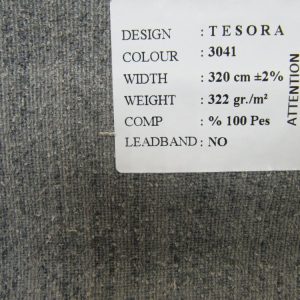 DESIGN : TESORA
COLOUR : 3041
WIDTH : 320 cm ±2%
WEIGHT : 322 gr./m²
COMP : % 100 Pes
LEADBAND : NO
ATTENTION